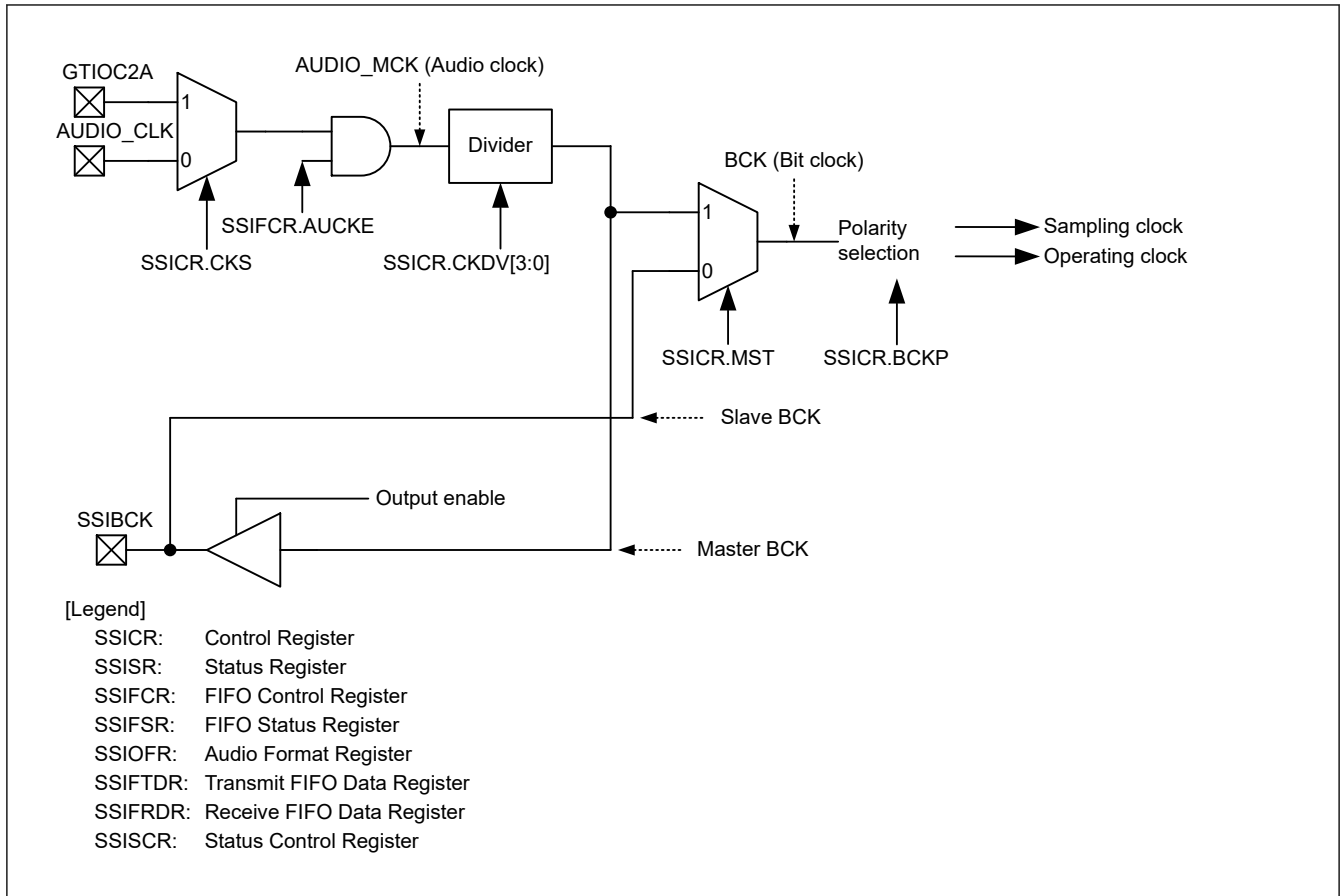 GTIOC2A
AUDIO_MCK (Audio clock)
1
AUDIO_CLK
0
Divider
BCK (Bit clock)
SSIFCR.AUCKE
SSICR.CKS
SSICR.CKDV[3:0]
1
0
Polarity
selection
Sampling clock
Operating clock
SSICR.MST
SSICR.BCKP
Slave BCK
Output enable
SSIBCK
Master BCK
[Legend]
SSICR: Control Register
SSISR: Status Register
SSIFCR: FIFO Control Register
SSIFSR: FIFO Status Register
SSIOFR: Audio Format Register
SSIFTDR: Transmit FIFO Data Register
SSIFRDR: Receive FIFO Data Register
SSISCR: Status Control Register